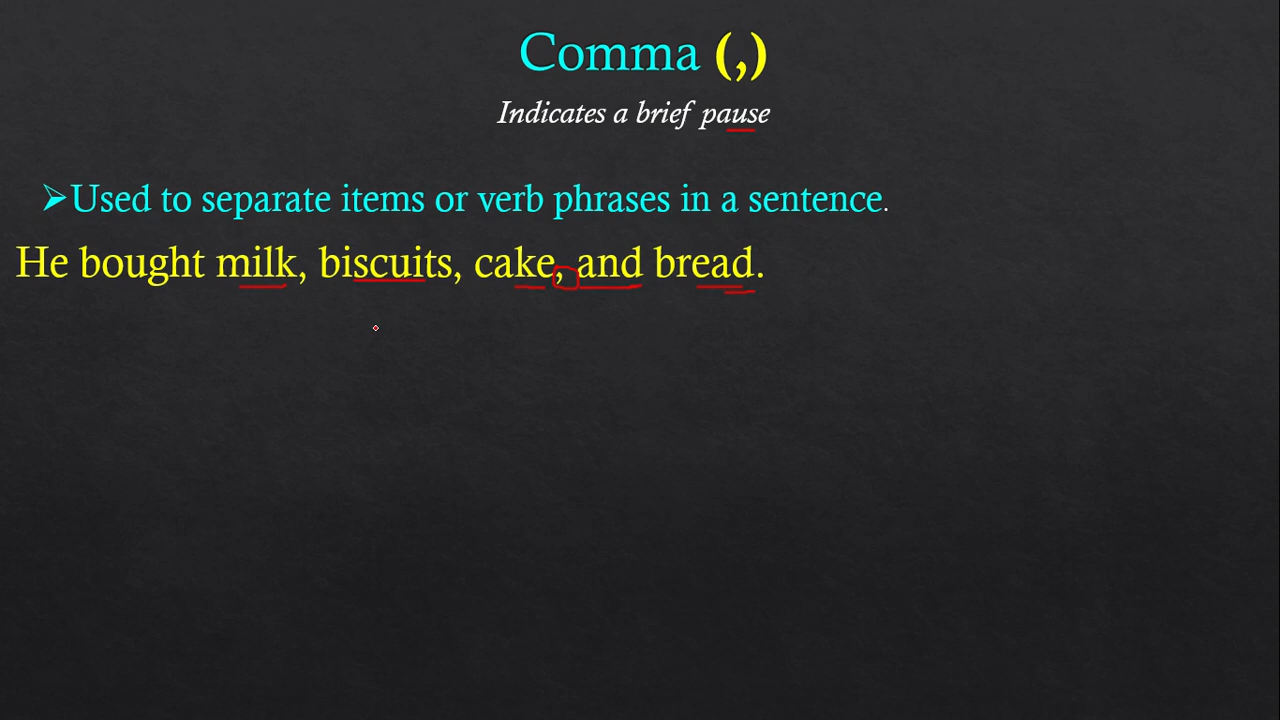 Comma (,)
Indicates a brief pause
➢Used to separate items or verb phrases in a sentence.
He bought milk, biscuits, cake, and bread.